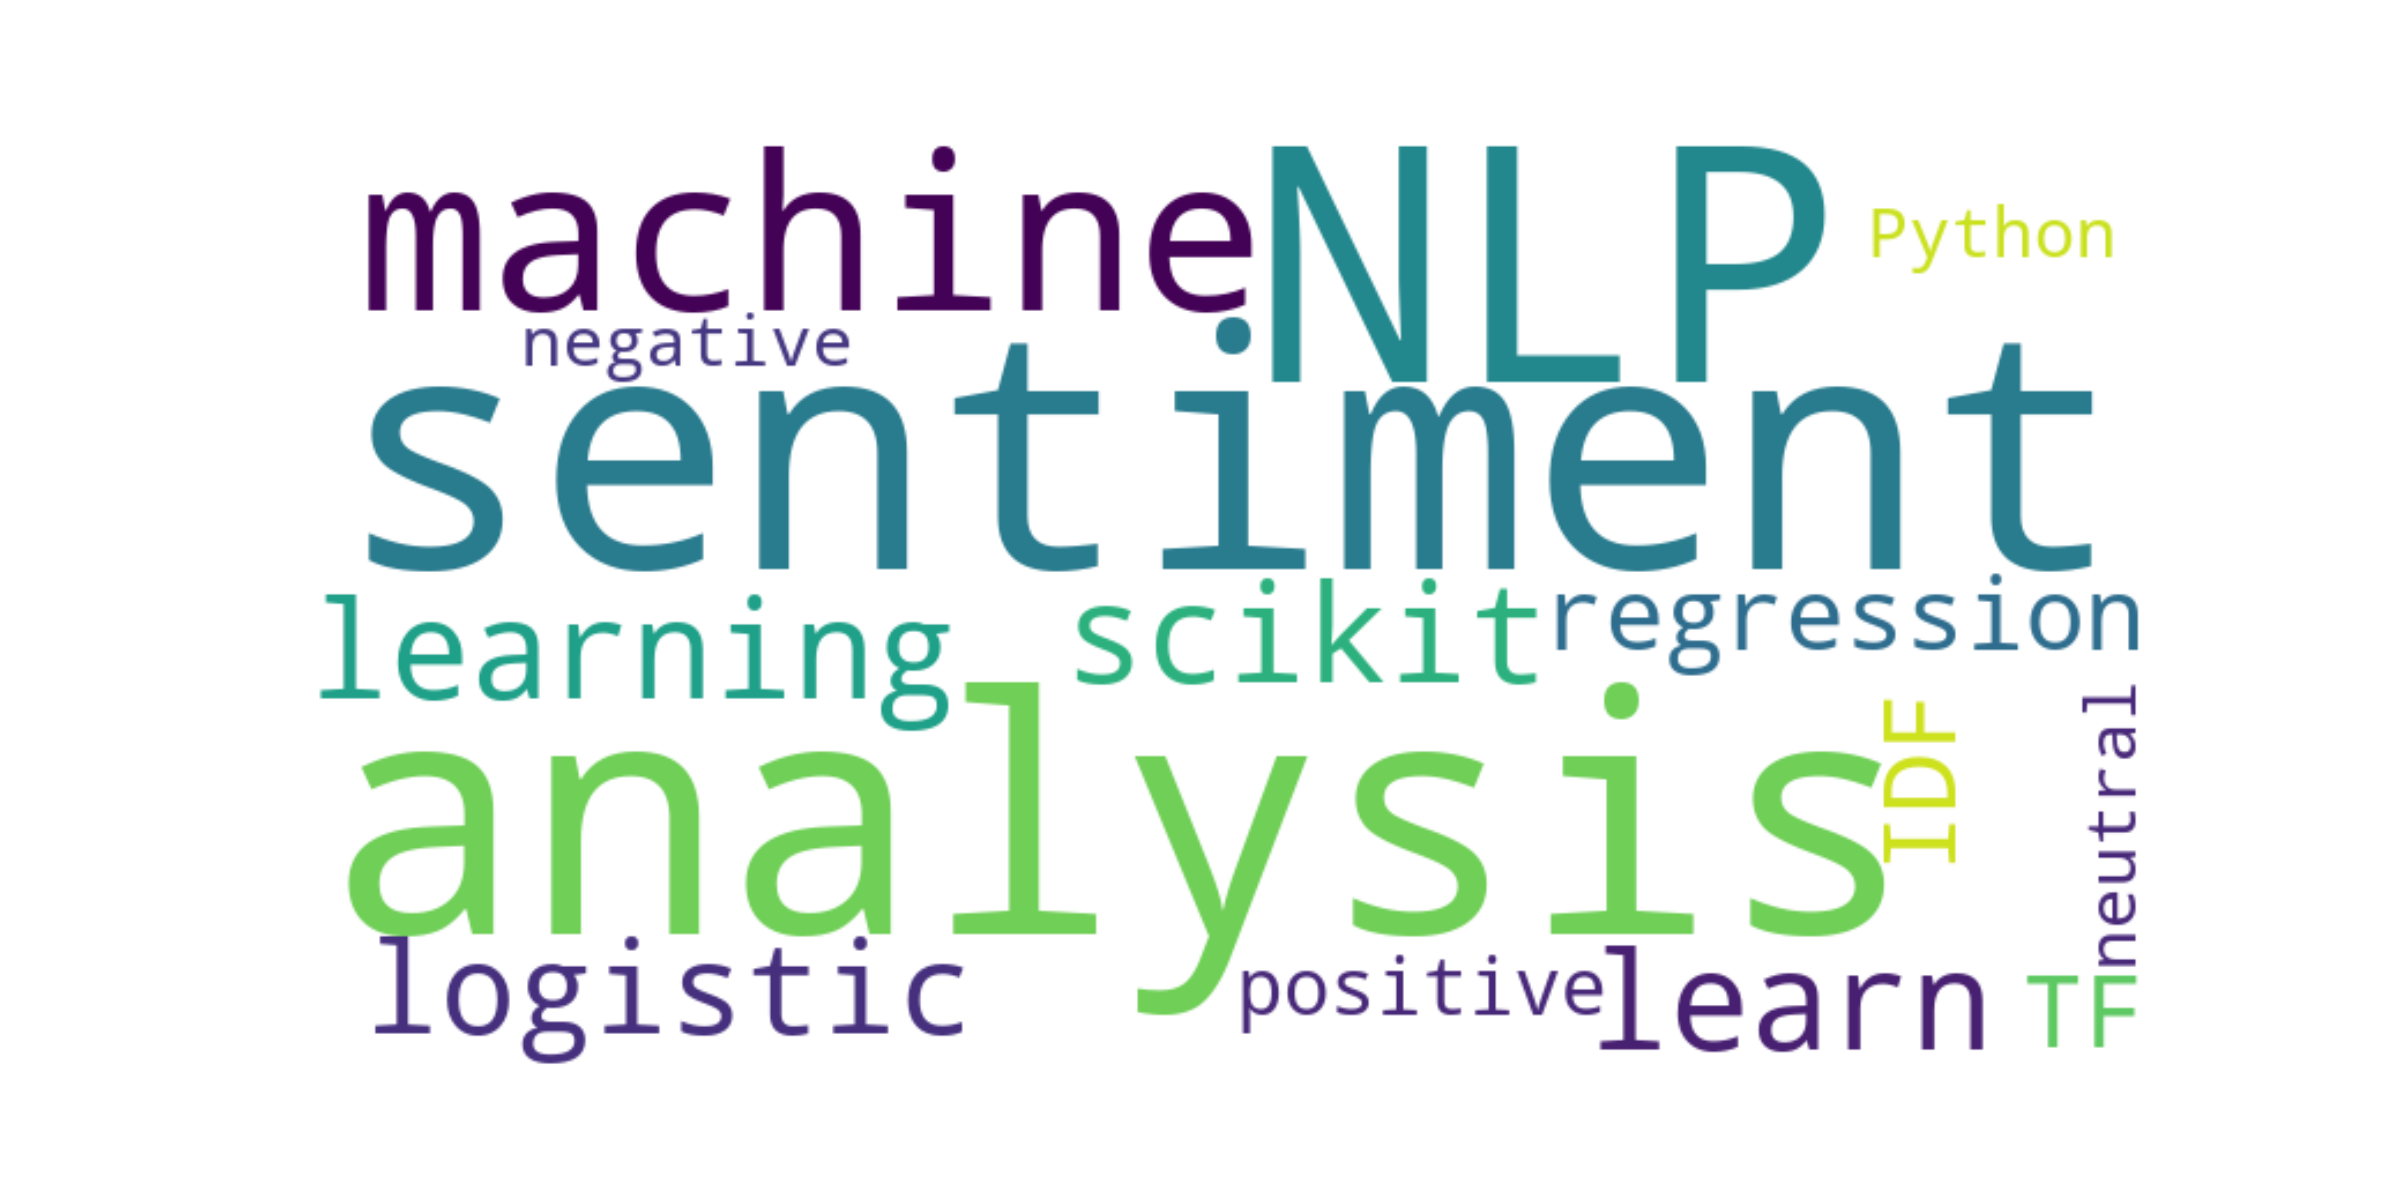 machine NLP Python
negative
sentiment
learning scikit regression
analysis IDF neutral
logistic positive learn TF